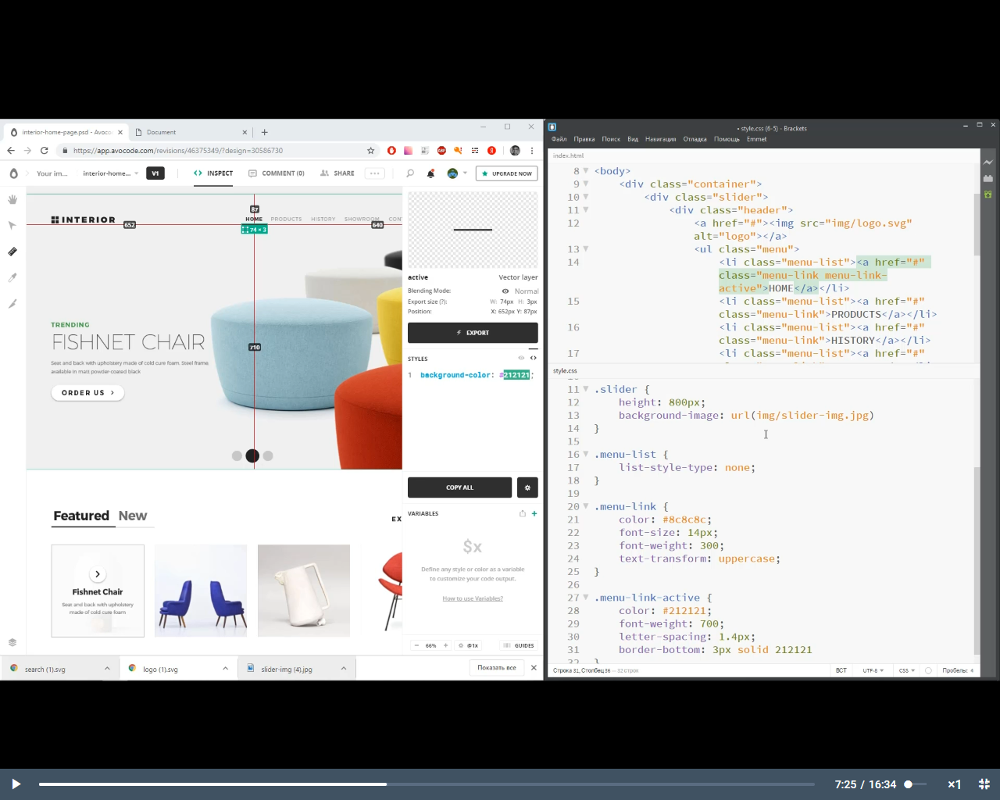 interior-home-page.psd - Avoco
Document
https://app.avocode.com/revisions/46375349/?design=30586730
Your im...
interior-home...
V1
INSPECT
COMMENT (0)
SHARE
UPGRADE NOW
INTERIOR
HOME
PRODUCTS
HISTORY
SHOWROOM
CON
87
652
640
74 × 3
710
TRENDING
FISHNET CHAIR
Seat and back with upholstery made of cold cure foam. Steel frame,
available in matt powder-coated black
ORDER US
Featured
New
EX
Fishnet Chair
Seat and back with upholstery
made of cold cure foam
active
Vector layer
Blending Mode:
Normal
Export size (?):
W: 74px H: 3px
Position:
X: 652px Y: 87px
EXPORT
STYLES
1 background-color: #212121;
COPY ALL
VARIABLES
$x
Define any style or color as a variable
to customize your code output.
How to use Variables?
66%
@1x
GUIDES
search (1).svg
logo (1).svg
slider-img (4).jpg
Показать все
• style.css (6-5) - Brackets
Файл Правка Поиск Вид Навигация Отладка Помощь Emmet
index.html
8 <body>
9 <div class="container">
10 <div class="slider">
11 <div class="header">
12 <a href="#"><img src="img/logo.svg"
alt="logo"></a>
13 <ul class="menu">
14 <li class="menu-list"><a href="#"
class="menu-link menu-link-
active">HOME</a></li>
15 <li class="menu-list"><a href="#"
class="menu-link">PRODUCTS</a></li>
16 <li class="menu-list"><a href="#"
class="menu-link">HISTORY</a></li>
17 <li class="menu-list"><a href="#"
style.css
11 .slider {
12 height: 800px;
13 background-image: url(img/slider-img.jpg)
14 }
15
16 .menu-list {
17 list-style-type: none;
18 }
19
20 .menu-link {
21 color: #8c8c8c;
22 font-size: 14px;
23 font-weight: 300;
24 text-transform: uppercase;
25 }
26
27 .menu-link-active {
28 color: #212121;
29 font-weight: 700;
30 letter-spacing: 1.4px;
31 border-bottom: 3px solid 212121
32 }
Строка 31, Столбец 36 — 32 строк
ВСТ
UTF-8
CSS
Пробелы: 4
7:25 / 16:34
×1